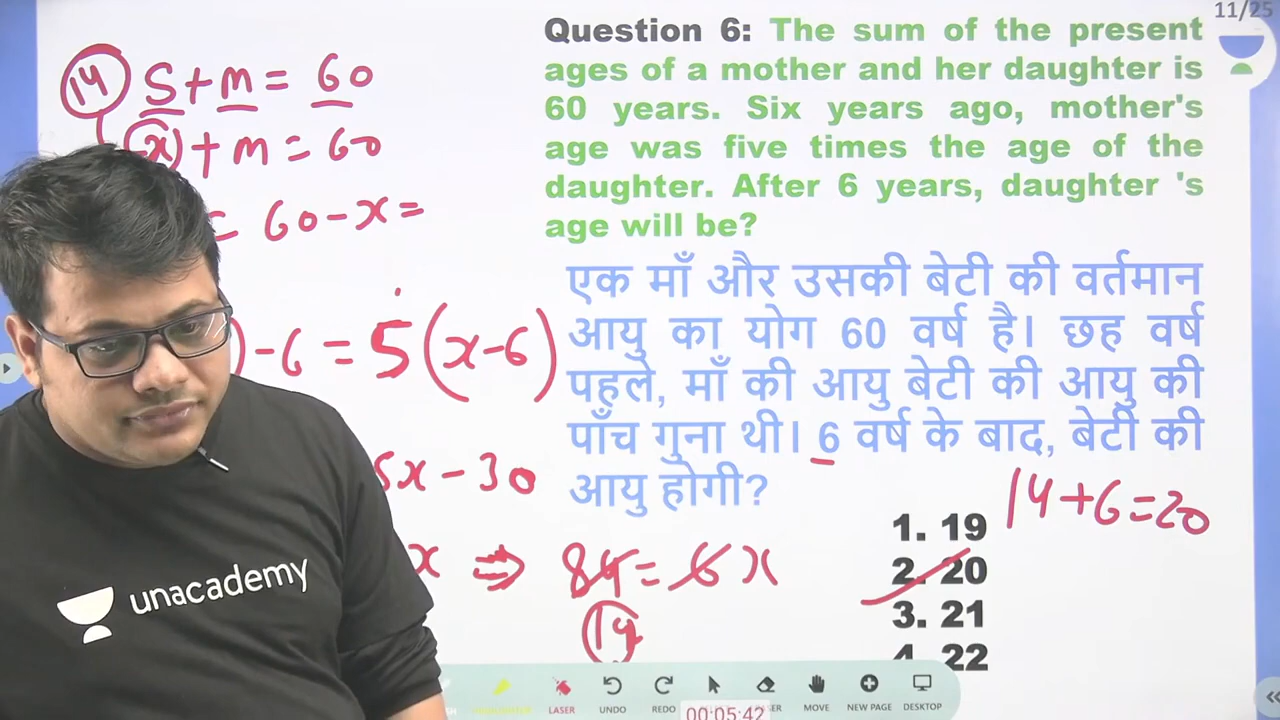 11/25
Question 6: The sum of the present
ages of a mother and her daughter is
60 years. Six years ago, mother's
age was five times the age of the
daughter. After 6 years, daughter 's
age will be?
एक माँ और उसकी बेटी की वर्तमान
आयु का योग 60 वर्ष है। छह वर्ष
पहले, माँ की आयु बेटी की आयु की
पाँच गुना थी। 6 वर्ष के बाद, बेटी की
आयु होगी?
1. 19
2. 20
3. 21
4. 22
14+6=20
14
S+m=60
x+m=60
= 60-x=
)-6=5(x-6)
5x-30
x ⇒ 84=6x
14
unacademy
HIGHLIGHTER
LASER
UNDO
REDO
SELECT
MOVE
NEW PAGE
DESKTOP
00:05:42